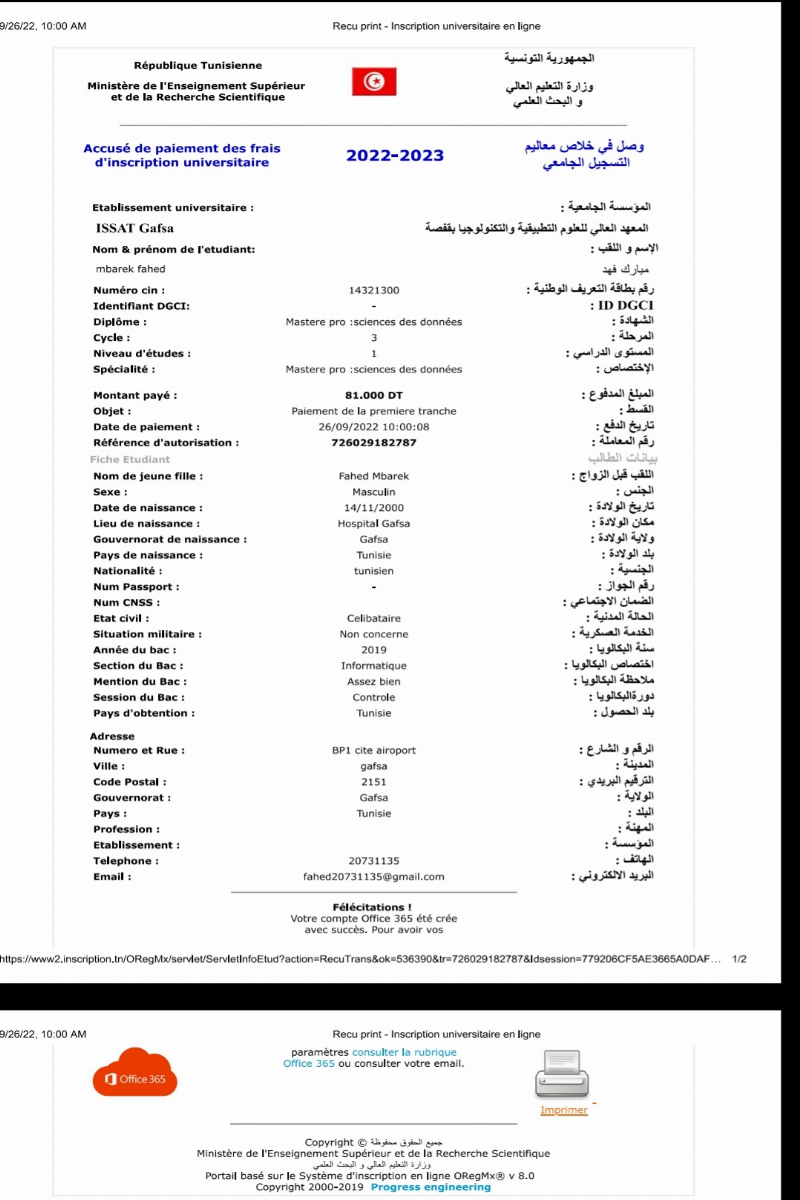 9/26/22, 10:00 AM Recu print - Inscription universitaire en ligne
République Tunisienne الجمهورية التونسية
Ministère de l'Enseignement Supérieur وزارة التعليم العالي
et de la Recherche Scientifique و البحث العلمي
Accusé de paiement des frais 2022-2023 وصل في خلاص معاليم
d'inscription universitaire التسجيل الجامعي
Etablissement universitaire : المؤسسة الجامعية :
ISSAT Gafsa المعهد العالي للعلوم التطبيقية والتكنولوجيا بقفصة
Nom & prénom de l'etudiant: الإسم و اللقب :
mbarek fahed مبارك فهد
Numéro cin : 14321300 رقم بطاقة التعريف الوطنية :
Identifiant DGCI: - ID DGCI :
Diplôme : Mastere pro :sciences des données الشهادة :
Cycle : 3 المرحلة :
Niveau d'études : 1 المستوى الدراسي :
Spécialité : Mastere pro :sciences des données الإختصاص :
Montant payé : 81.000 DT المبلغ المدفوع :
Objet : Paiement de la premiere tranche القسط :
Date de paiement : 26/09/2022 10:00:08 تاريخ الدفع :
Référence d'autorisation : 726029182787 رقم المعاملة :
Fiche Etudiant بيانات الطالب
Nom de jeune fille : Fahed Mbarek اللقب قبل الزواج :
Sexe : Masculin الجنس :
Date de naissance : 14/11/2000 تاريخ الولادة :
Lieu de naissance : Hospital Gafsa مكان الولادة :
Gouvernorat de naissance : Gafsa ولاية الولادة :
Pays de naissance : Tunisie بلد الولادة :
Nationalité : tunisien الجنسية :
Num Passport : - رقم الجواز :
Num CNSS : الضمان الاجتماعي :
Etat civil : Celibataire الحالة المدنية :
Situation militaire : Non concerne الخدمة العسكرية :
Année du bac : 2019 سنة البكالويا :
Section du Bac : Informatique اختصاص البكالويا :
Mention du Bac : Assez bien ملاحظة البكالويا :
Session du Bac : Controle دورةالبكالويا :
Pays d'obtention : Tunisie بلد الحصول :
Adresse
Numero et Rue : BP1 cite airoport الرقم و الشارع :
Ville : gafsa المدينة :
Code Postal : 2151 الترقيم البريدي :
Gouvernorat : Gafsa الولاية :
Pays : Tunisie البلد :
Profession : المهنة :
Etablissement : المؤسسة :
Telephone : 20731135 الهاتف :
Email : fahed20731135@gmail.com البريد الالكتروني :
Félécitations !
Votre compte Office 365 été crée
avec succès. Pour avoir vos
https://www2.inscription.tn/ORegMx/servlet/ServletInfoEtud?action=RecuTrans&ok=536390&tr=726029182787&Idsession=779206CF5AE3665A0DAF... 1/2
9/26/22, 10:00 AM Recu print - Inscription universitaire en ligne
paramètres consulter la rubrique
Office 365 ou consulter votre email.
Office 365
Imprimer
Copyright © جميع الحقوق محفوظة
Ministère de l'Enseignement Supérieur et de la Recherche Scientifique
وزارة التعليم العالي و البحث العلمي
Portail basé sur le Système d'inscription en ligne ORegMx® v 8.0
Copyright 2000-2019 Progress engineering